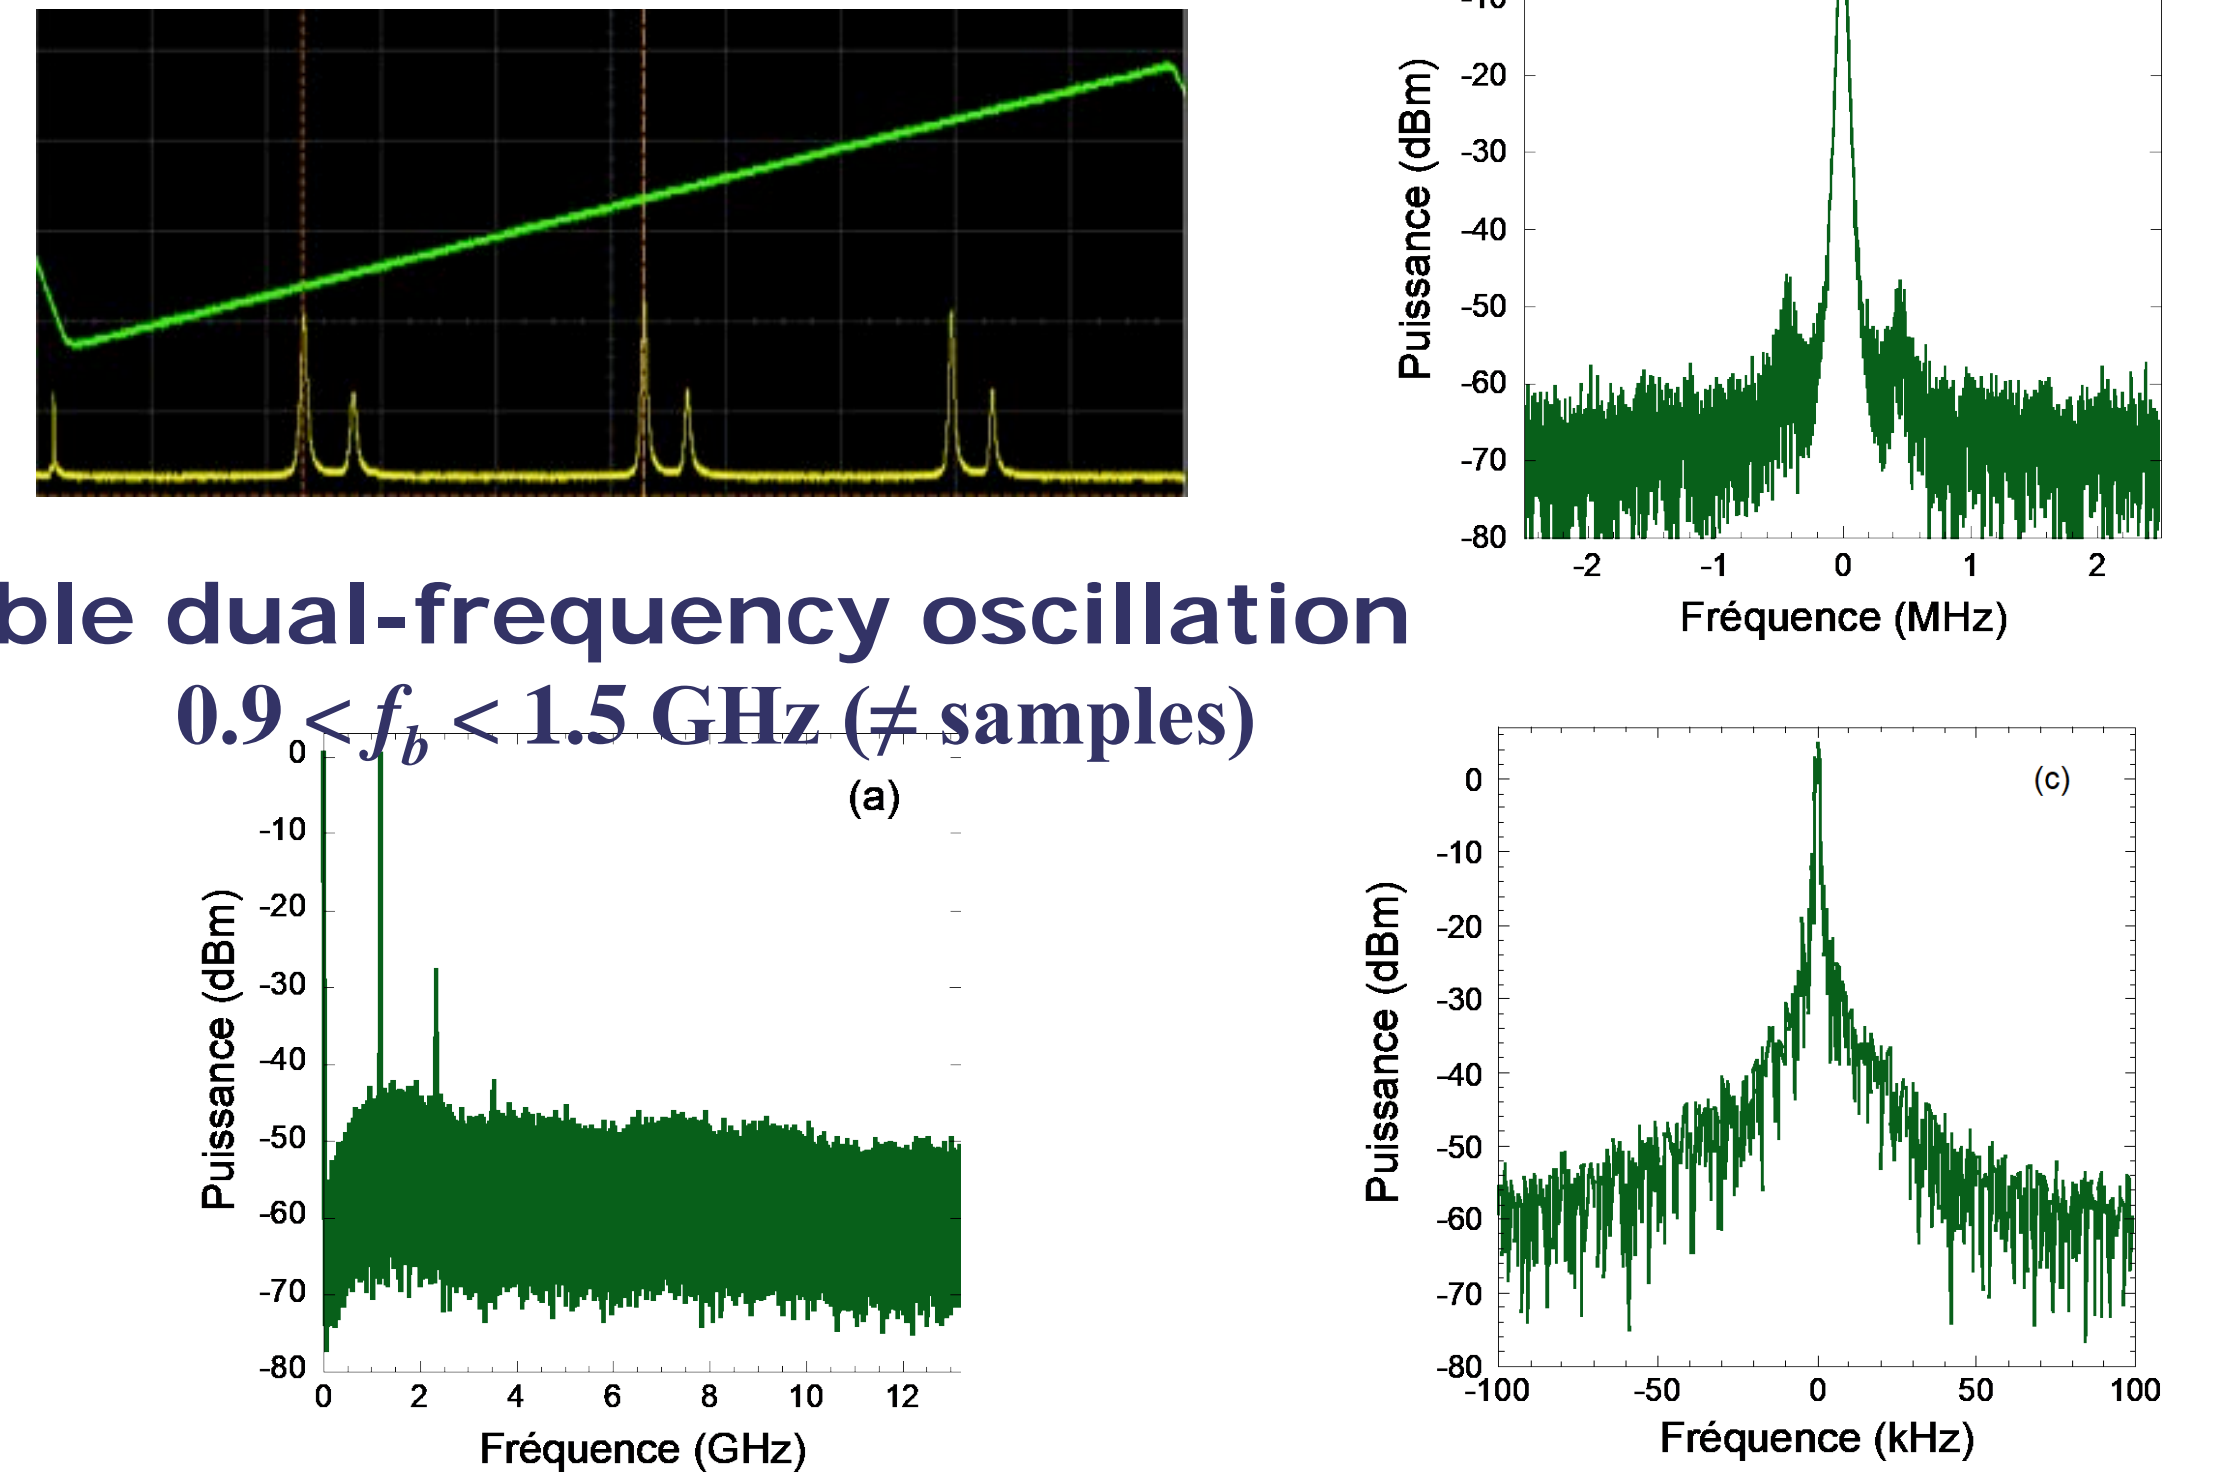 -10
-20
-30
-40
-50
-60
-70
-80
Puissance (dBm)
-2 -1 0 1 2
Fréquence (MHz)
ble dual-frequency oscillation
0.9 < f_b < 1.5 GHz (≠ samples)
(a)
0
-10
-20
-30
-40
-50
-60
-70
-80
Puissance (dBm)
0 2 4 6 8 10 12
Fréquence (GHz)
(c)
0
-10
-20
-30
-40
-50
-60
-70
-80
Puissance (dBm)
-100 -50 0 50 100
Fréquence (kHz)